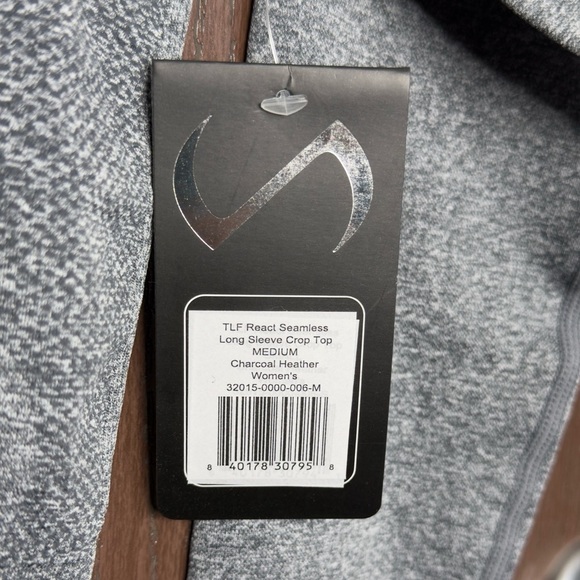 TLF React Seamless
Long Sleeve Crop Top
MEDIUM
Charcoal Heather
Women's
32015-0000-006-M
8 40178 30795 8